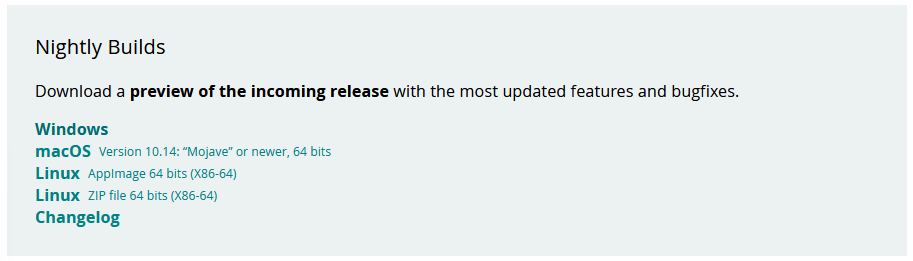 Nightly Builds
Download a preview of the incoming release with the most updated features and bugfixes.
Windows
macOS Version 10.14: “Mojave” or newer, 64 bits
Linux AppImage 64 bits (X86-64)
Linux ZIP file 64 bits (X86-64)
Changelog